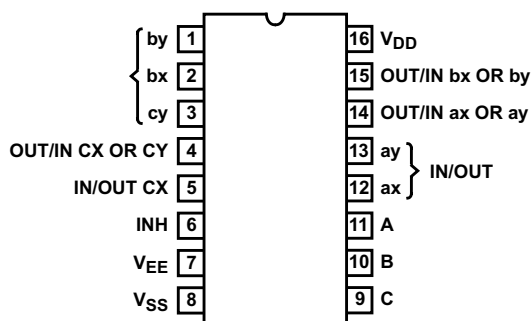 by 1
bx 2
cy 3
OUT/IN CX OR CY 4
IN/OUT CX 5
INH 6
VEE 7
VSS 8
16 VDD
15 OUT/IN bx OR by
14 OUT/IN ax OR ay
13 ay
12 ax
IN/OUT
11 A
10 B
9 C